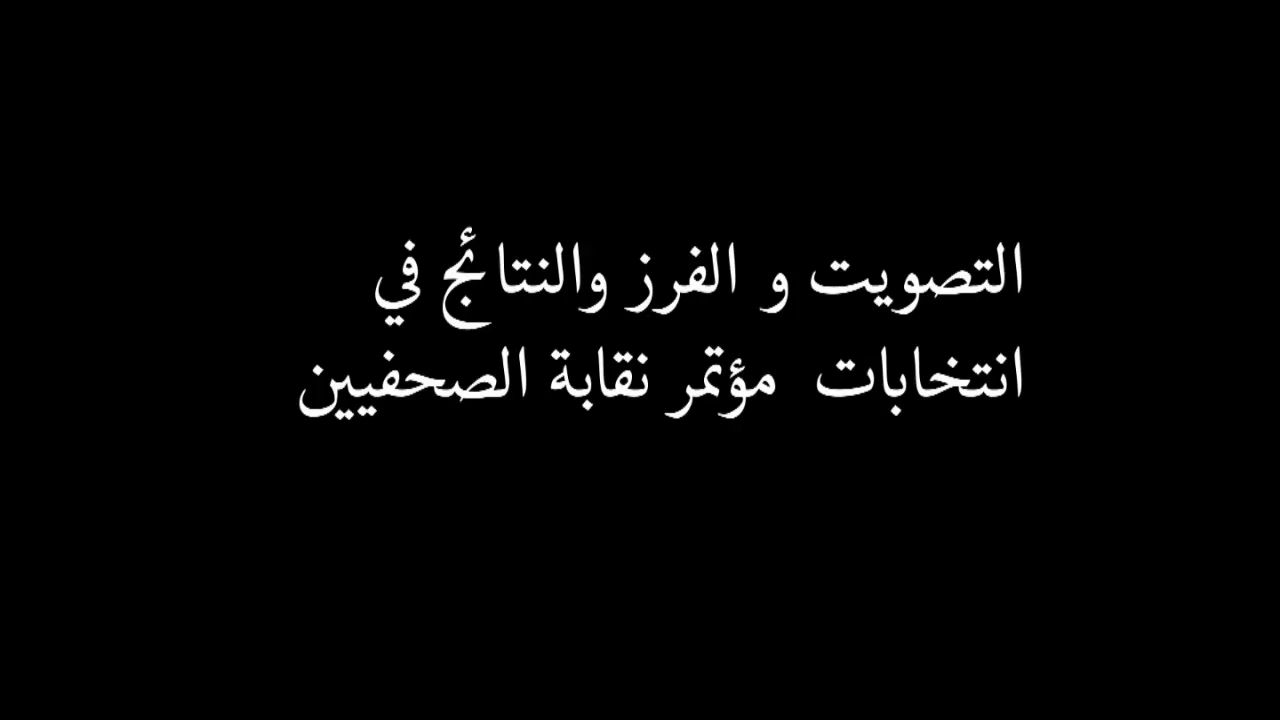 التصويت و الفرز والنتائج في
انتخابات مؤتمر نقابة الصحفيين